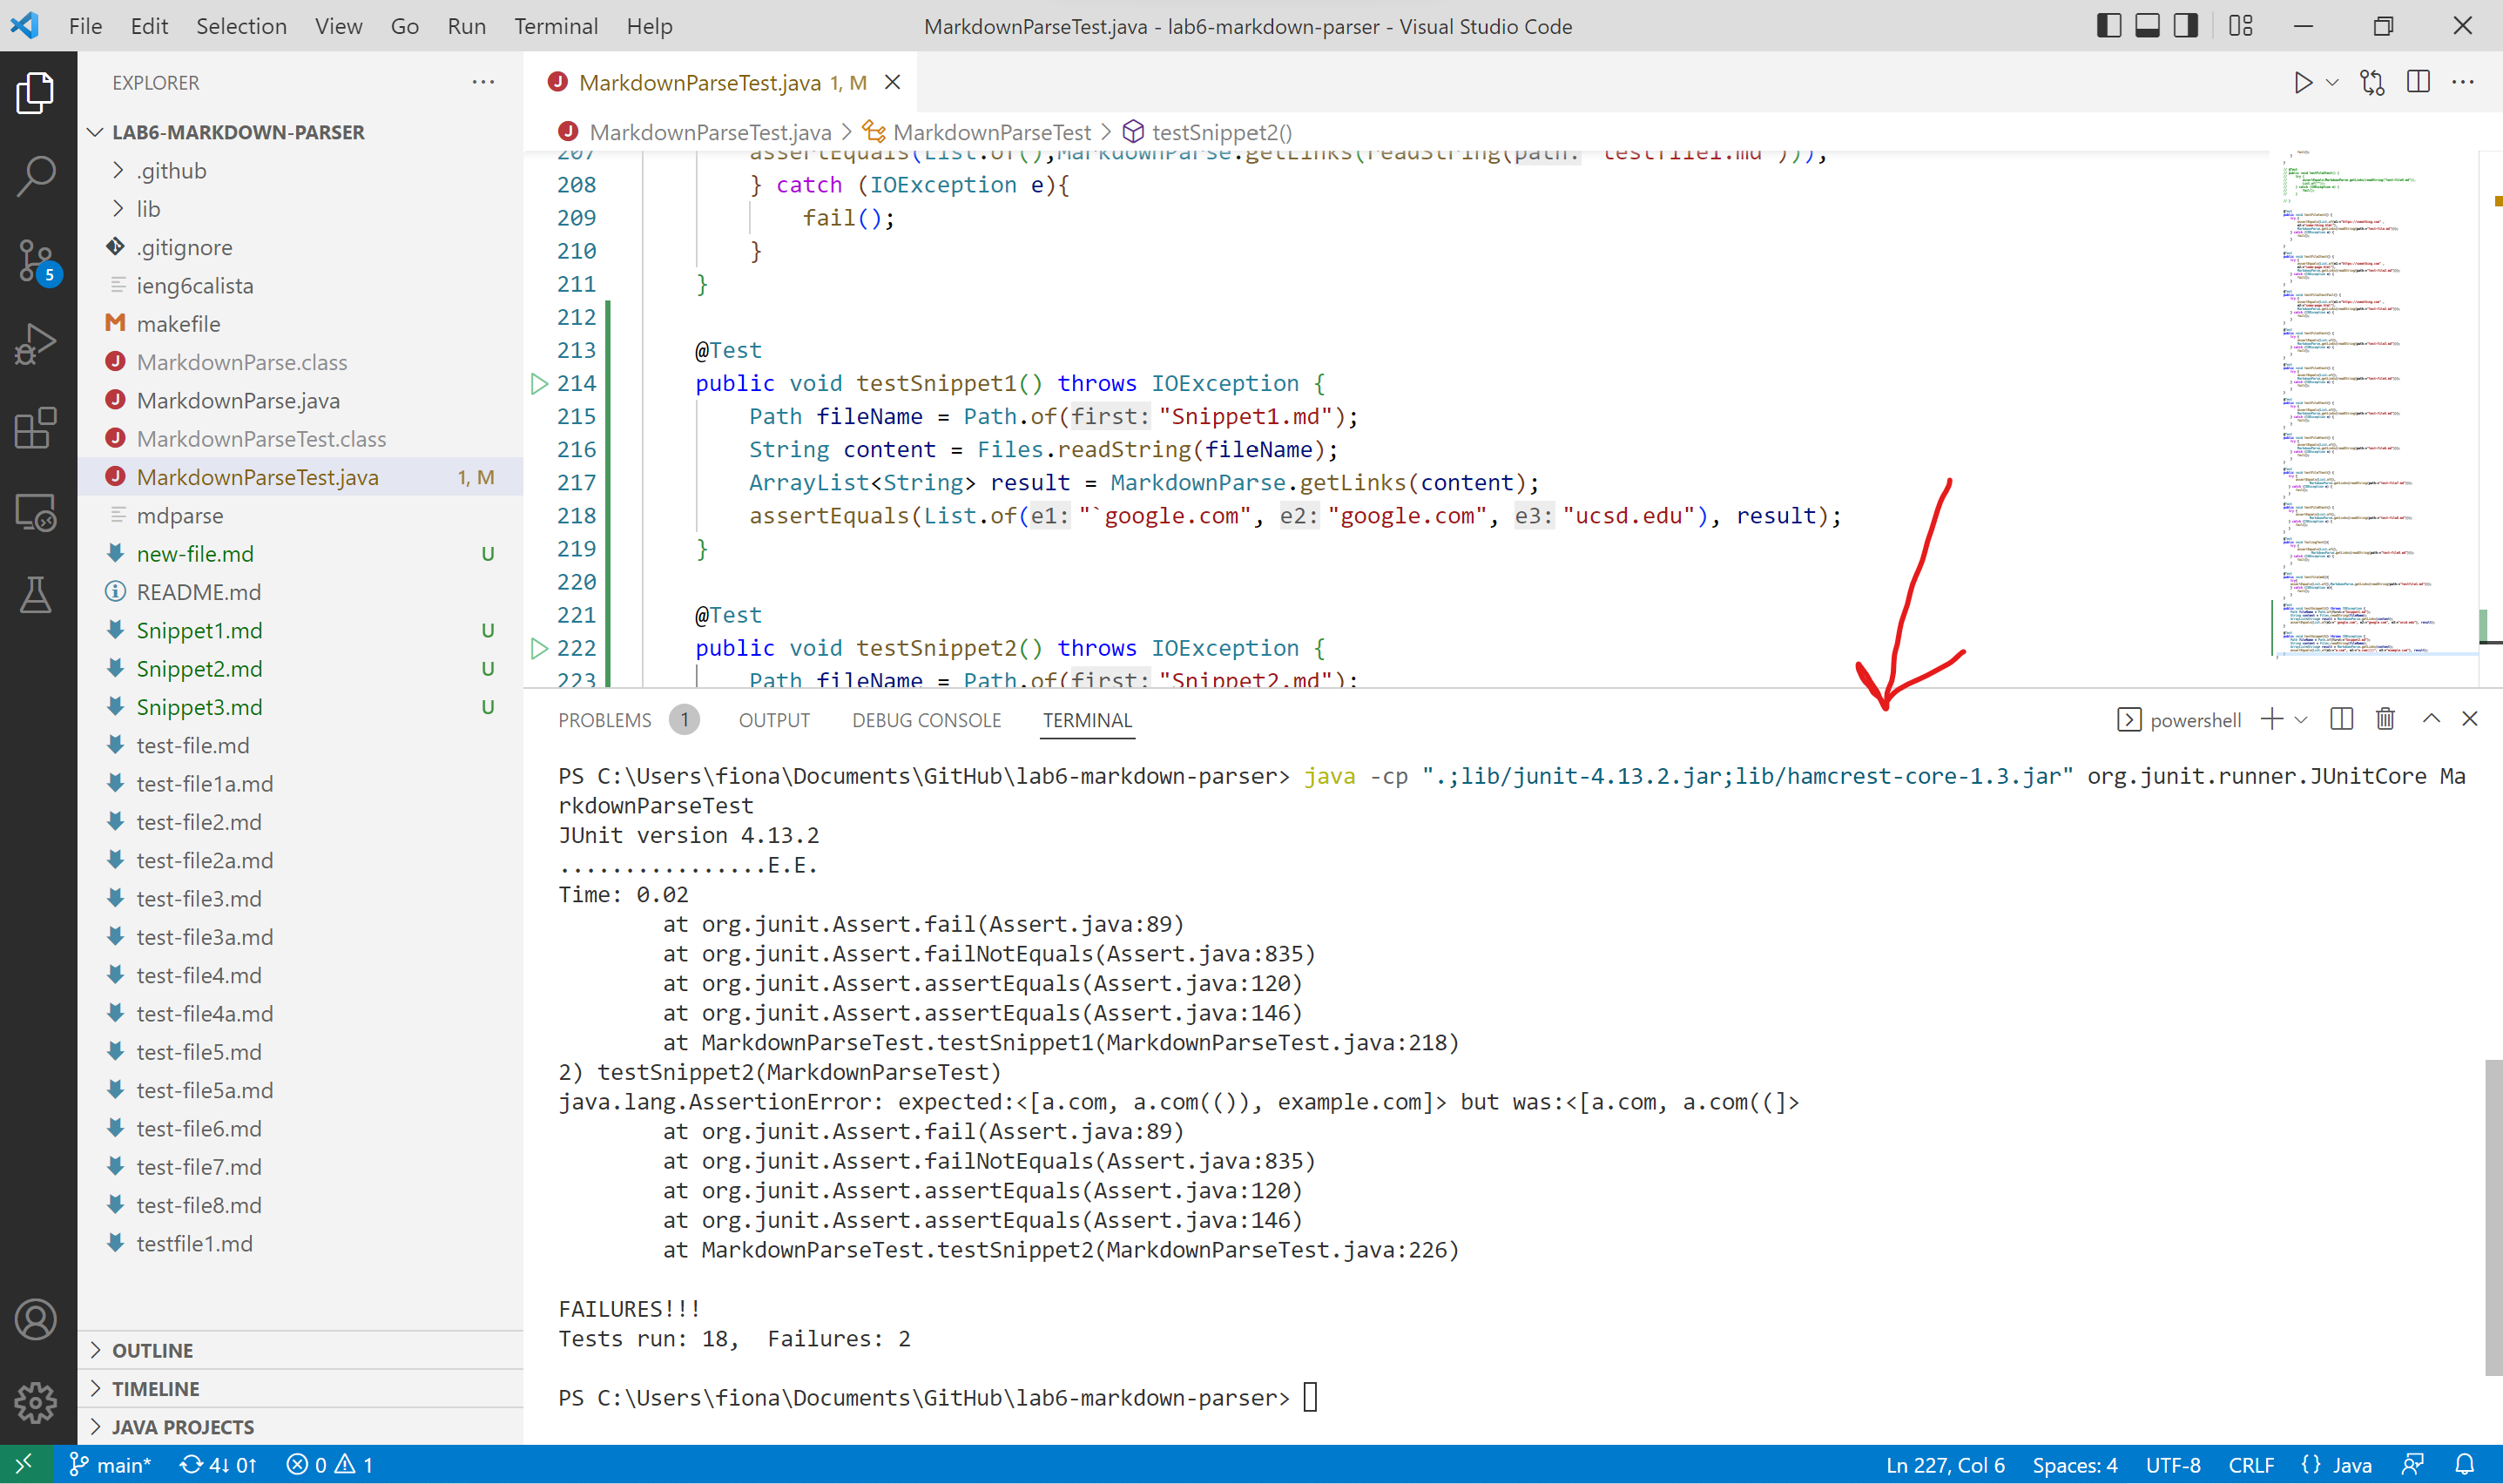 File Edit Selection View Go Run Terminal Help
MarkdownParseTest.java - lab6-markdown-parser - Visual Studio Code
EXPLORER
LAB6-MARKDOWN-PARSER
.github
lib
.gitignore
ieng6calista
makefile
MarkdownParse.class
MarkdownParse.java
MarkdownParseTest.class
MarkdownParseTest.java 1, M
mdparse
new-file.md U
README.md
Snippet1.md U
Snippet2.md U
Snippet3.md U
test-file.md
test-file1a.md
test-file2.md
test-file2a.md
test-file3.md
test-file3a.md
test-file4.md
test-file4a.md
test-file5.md
test-file5a.md
test-file6.md
test-file7.md
test-file8.md
testfile1.md
OUTLINE
TIMELINE
JAVA PROJECTS
5
MarkdownParseTest.java 1, M
MarkdownParseTest.java > MarkdownParseTest > testSnippet2()
207 assertEquals(List.of(),MarkdownParse.getLinks(readString(path: "testfile1.md")));
208 } catch (IOException e){
209 fail();
210 }
211 }
212
213 @Test
214 public void testSnippet1() throws IOException {
215 Path fileName = Path.of(first: "Snippet1.md");
216 String content = Files.readString(fileName);
217 ArrayList<String> result = MarkdownParse.getLinks(content);
218 assertEquals(List.of(e1: "`google.com", e2: "google.com", e3: "ucsd.edu"), result);
219 }
220
221 @Test
222 public void testSnippet2() throws IOException {
223 Path fileName = Path.of(first: "Snippet2.md");
PROBLEMS 1 OUTPUT DEBUG CONSOLE TERMINAL
powershell
PS C:\Users\fiona\Documents\GitHub\lab6-markdown-parser> java -cp ".;lib/junit-4.13.2.jar;lib/hamcrest-core-1.3.jar" org.junit.runner.JUnitCore Ma
rkdownParseTest
JUnit version 4.13.2
................E.E.
Time: 0.02
at org.junit.Assert.fail(Assert.java:89)
at org.junit.Assert.failNotEquals(Assert.java:835)
at org.junit.Assert.assertEquals(Assert.java:120)
at org.junit.Assert.assertEquals(Assert.java:146)
at MarkdownParseTest.testSnippet1(MarkdownParseTest.java:218)
2) testSnippet2(MarkdownParseTest)
java.lang.AssertionError: expected:<[a.com, a.com(()), example.com]> but was:<[a.com, a.com((]>
at org.junit.Assert.fail(Assert.java:89)
at org.junit.Assert.failNotEquals(Assert.java:835)
at org.junit.Assert.assertEquals(Assert.java:120)
at org.junit.Assert.assertEquals(Assert.java:146)
at MarkdownParseTest.testSnippet2(MarkdownParseTest.java:226)
FAILURES!!!
Tests run: 18,  Failures: 2
PS C:\Users\fiona\Documents\GitHub\lab6-markdown-parser>
main* 4↓ 0↑ 0 1
Ln 227, Col 6 Spaces: 4 UTF-8 CRLF {} Java